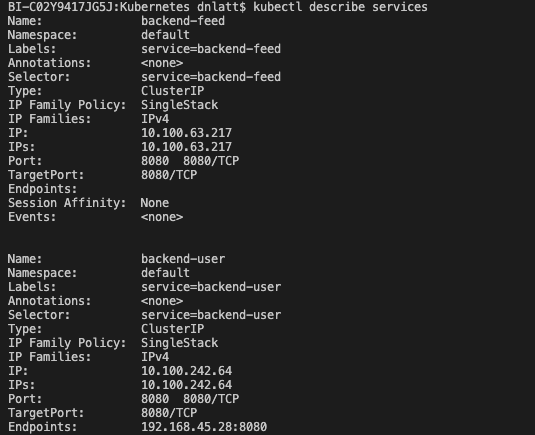 BI-C02Y9417JG5J:Kubernetes dnlatt$ kubectl describe services
Name:              backend-feed
Namespace:         default
Labels:            service=backend-feed
Annotations:       <none>
Selector:          service=backend-feed
Type:              ClusterIP
IP Family Policy:  SingleStack
IP Families:       IPv4
IP:                10.100.63.217
IPs:               10.100.63.217
Port:              8080  8080/TCP
TargetPort:        8080/TCP
Endpoints:
Session Affinity:  None
Events:            <none>
Name:              backend-user
Namespace:         default
Labels:            service=backend-user
Annotations:       <none>
Selector:          service=backend-user
Type:              ClusterIP
IP Family Policy:  SingleStack
IP Families:       IPv4
IP:                10.100.242.64
IPs:               10.100.242.64
Port:              8080  8080/TCP
TargetPort:        8080/TCP
Endpoints:         192.168.45.28:8080